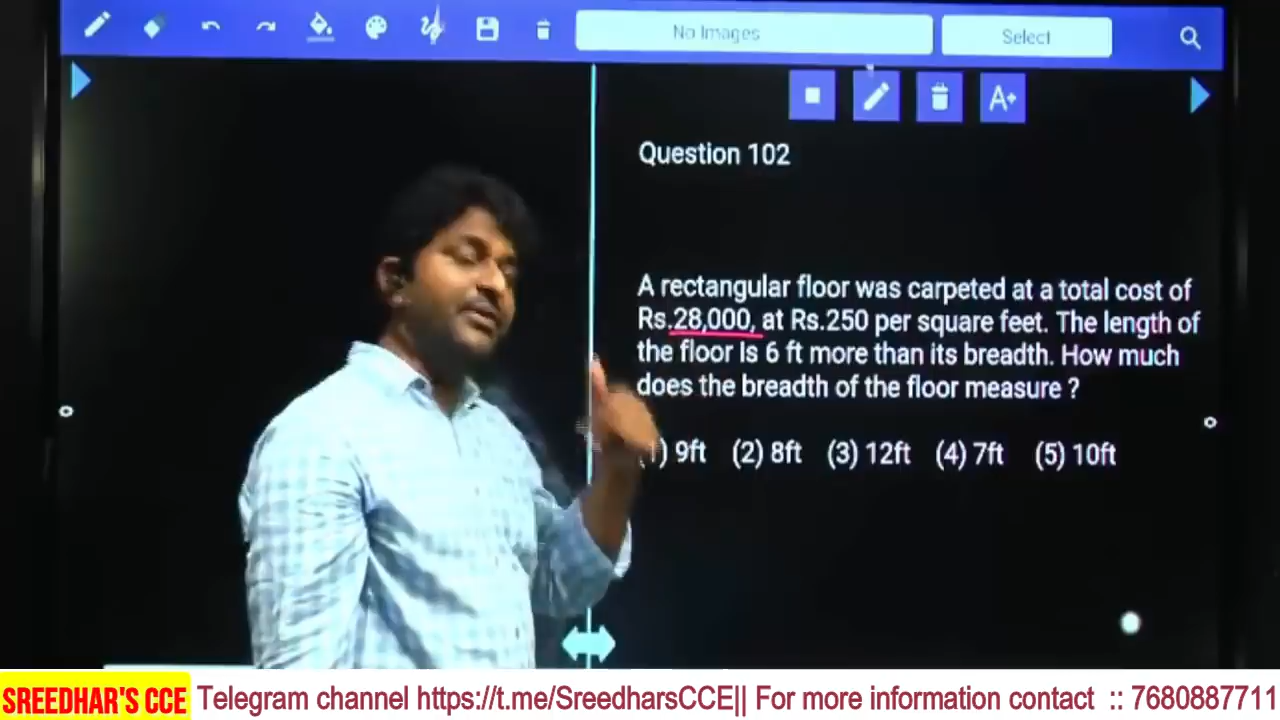 No Images
Select
A+
Question 102
A rectangular floor was carpeted at a total cost of
Rs.28,000, at Rs.250 per square feet. The length of
the floor is 6 ft more than its breadth. How much
does the breadth of the floor measure ?
(1) 9ft (2) 8ft (3) 12ft (4) 7ft (5) 10ft
SREEDHAR'S CCE Telegram channel https://t.me/SreedharsCCE|| For more information contact :: 7680887711